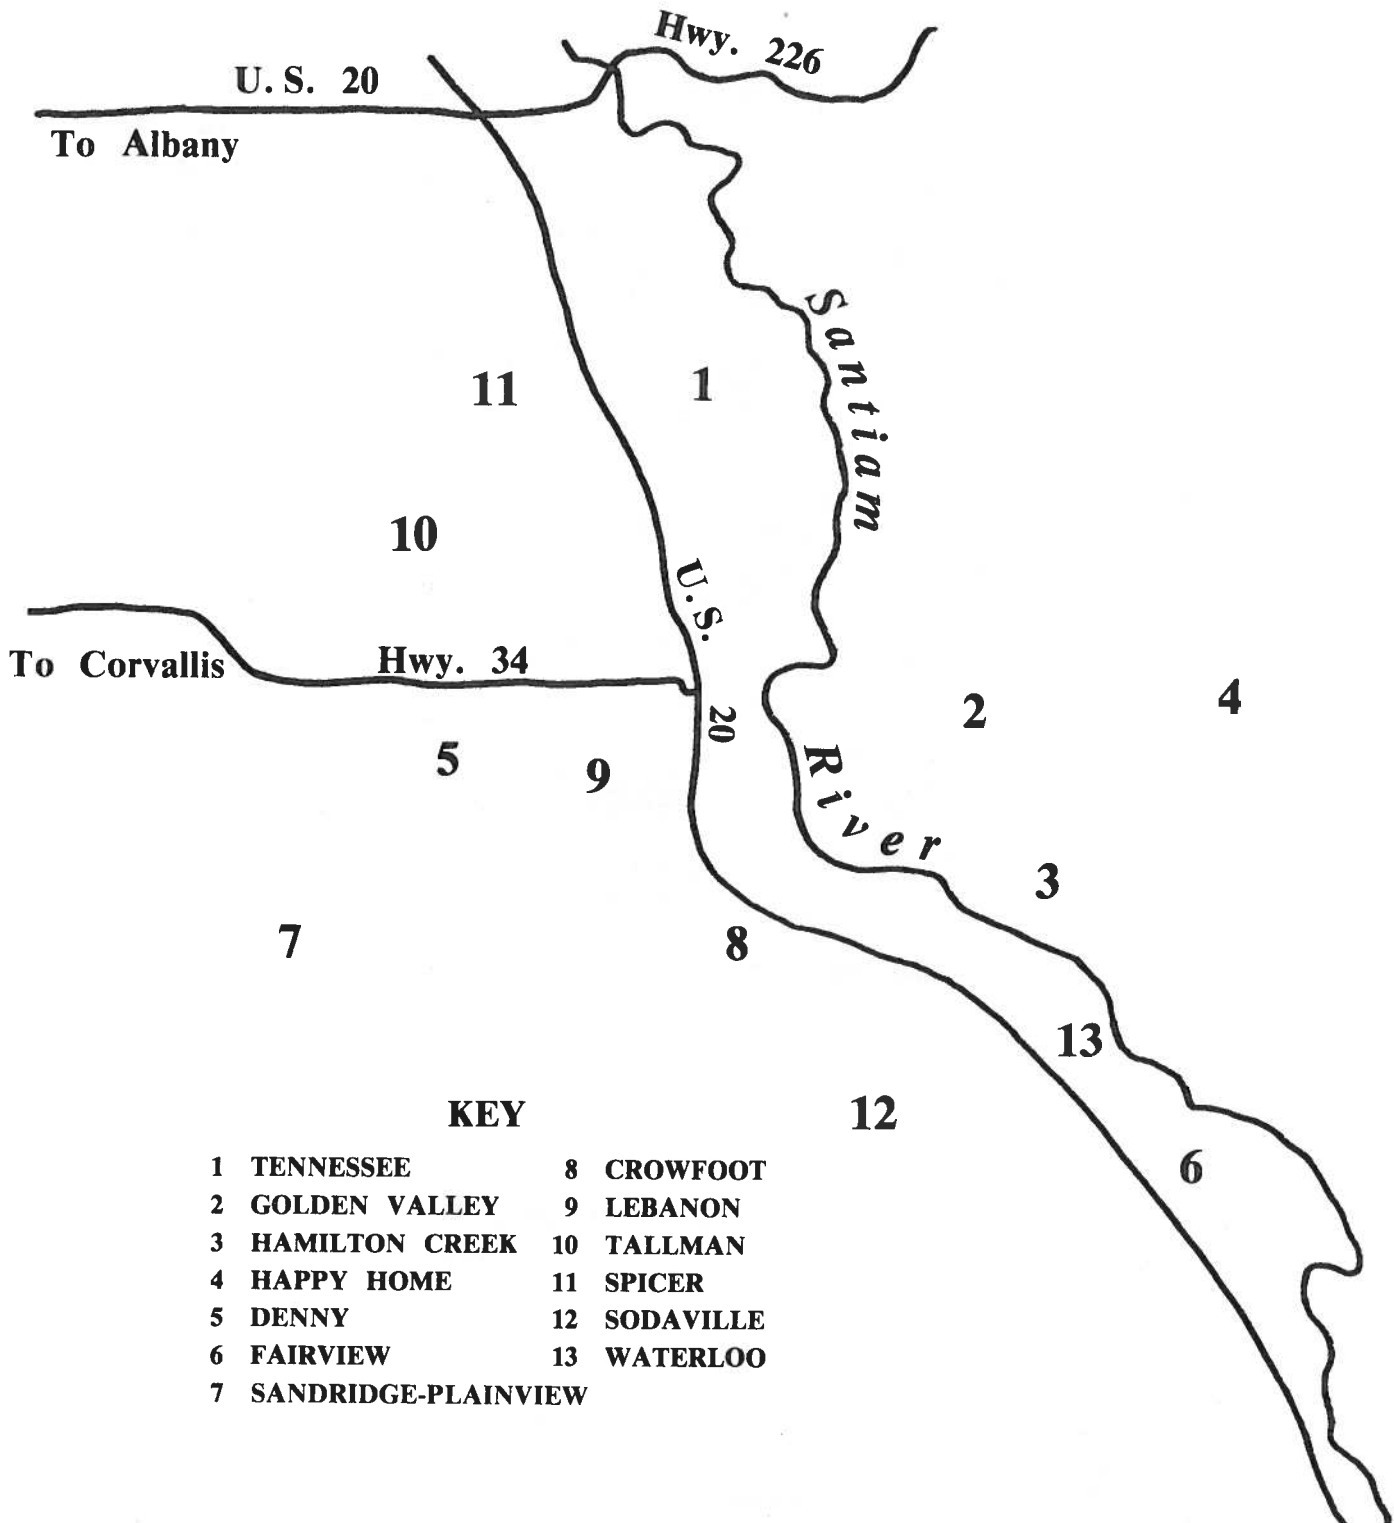 Hwy. 226
U.S. 20
To Albany
Santiam
11
1
10
U.S.
To Corvallis
Hwy. 34
2
4
20
5
9
River
3
7
8
13
12
6
KEY
1 TENNESSEE
2 GOLDEN VALLEY
3 HAMILTON CREEK
4 HAPPY HOME
5 DENNY
6 FAIRVIEW
7 SANDRIDGE-PLAINVIEW
8 CROWFOOT
9 LEBANON
10 TALLMAN
11 SPICER
12 SODAVILLE
13 WATERLOO